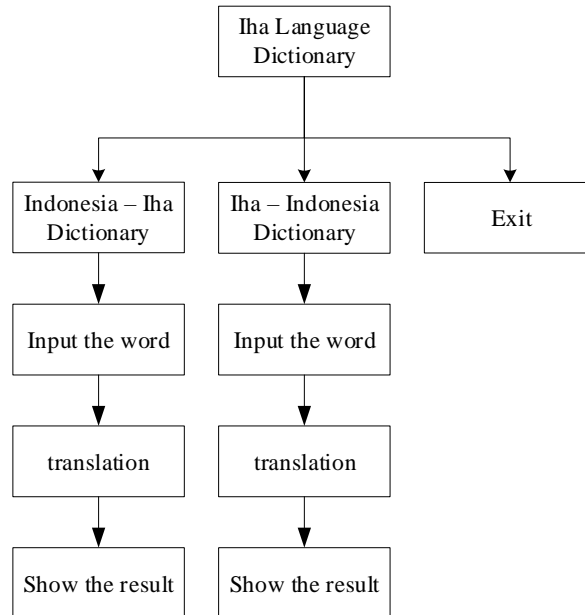 Iha Language
Dictionary
Indonesia – Iha
Dictionary
Iha – Indonesia
Dictionary
Exit
Input the word
Input the word
translation
translation
Show the result
Show the result